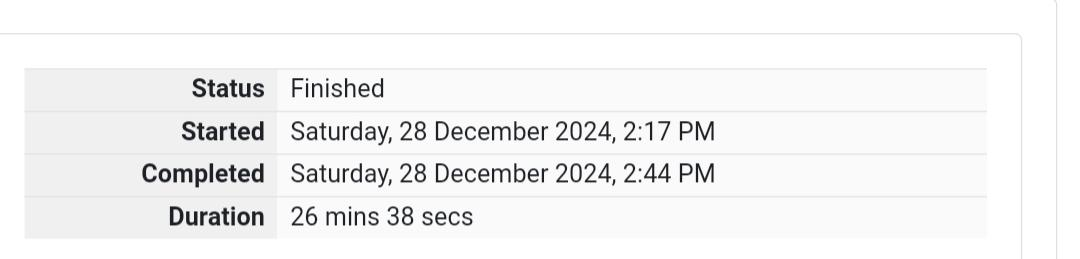 Status Finished
Started Saturday, 28 December 2024, 2:17 PM
Completed Saturday, 28 December 2024, 2:44 PM
Duration 26 mins 38 secs